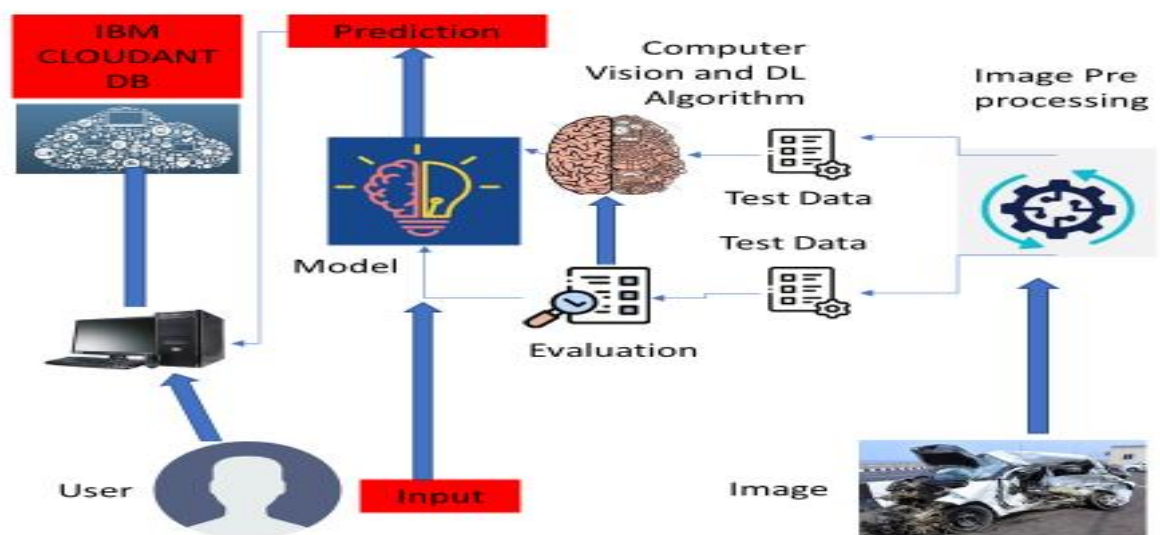 IBM
CLOUDANT
DB
Prediction
Computer
Vision and DL
Algorithm
Image Pre
processing
Test Data
Test Data
Model
Evaluation
User
Input
Image